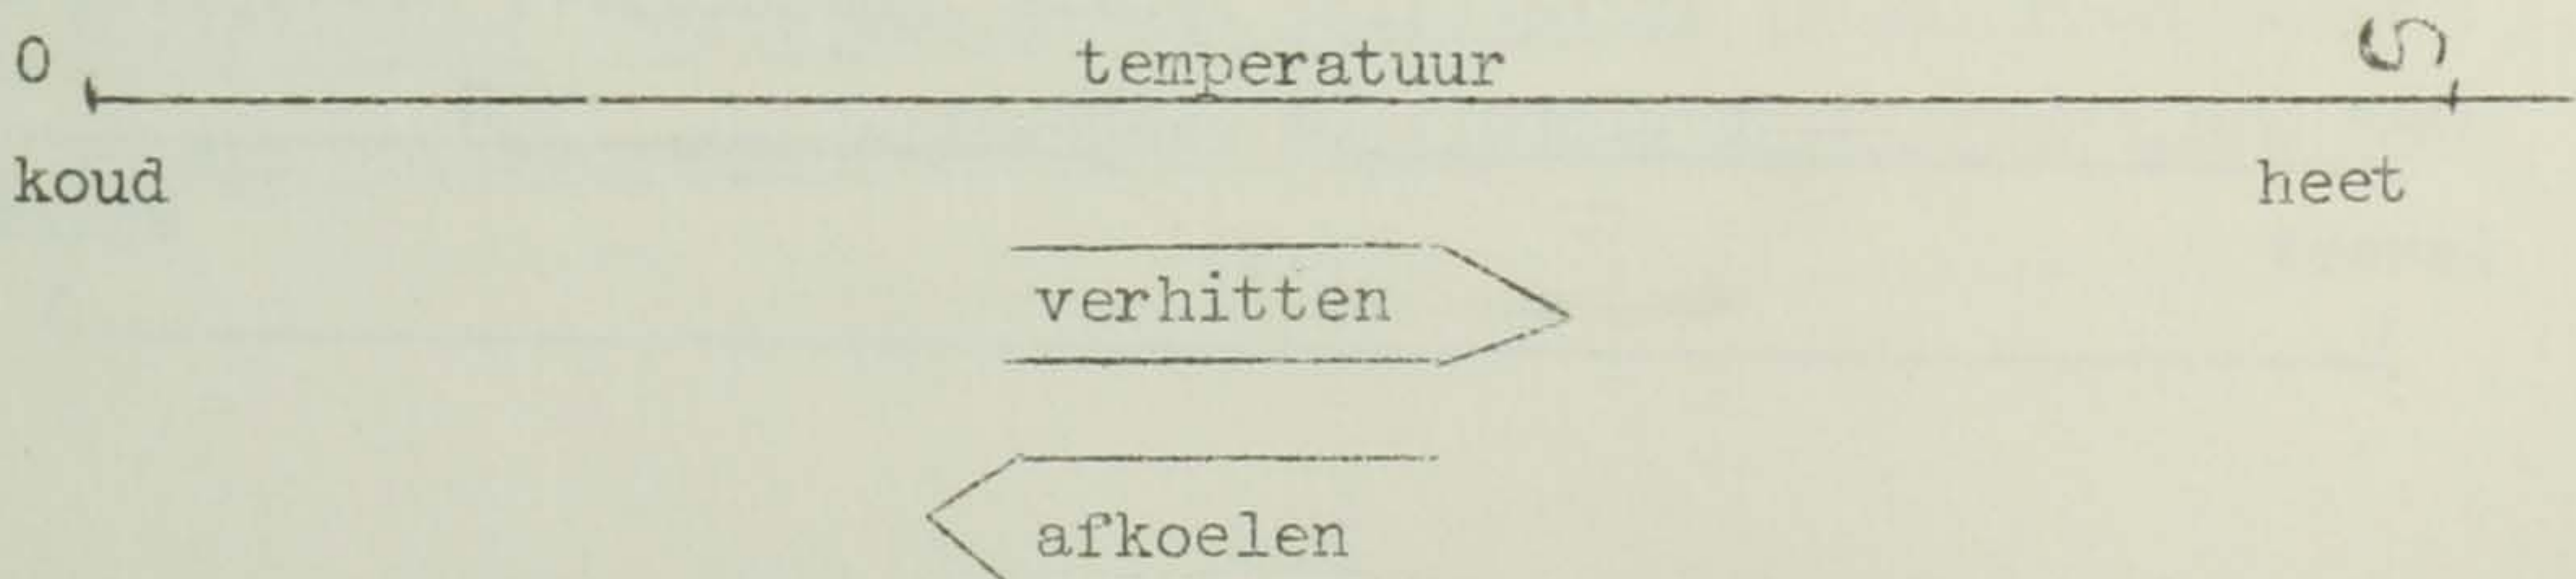 0 temperatuur
koud heet
verhitten
afkoelen